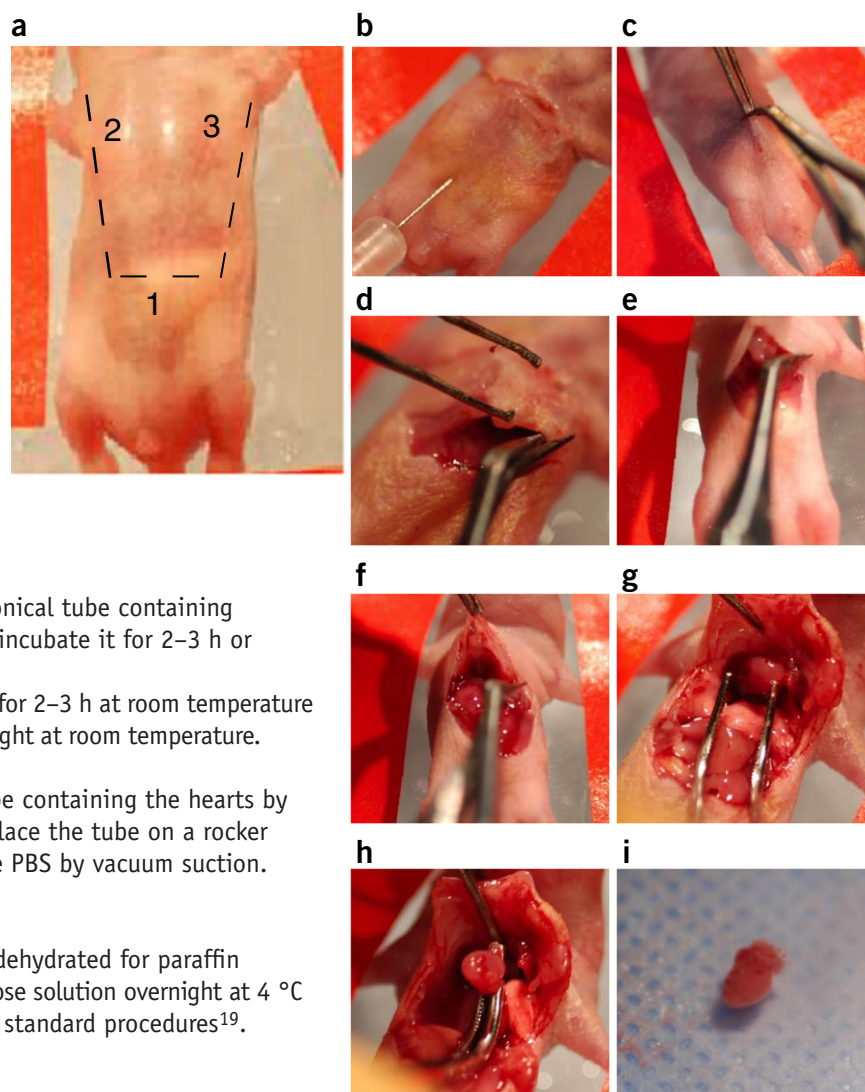 a
b
c
2
3
1
d
e
f
g
onical tube containing
incubate it for 2–3 h or
for 2–3 h at room temperature
ght at room temperature.
be containing the hearts by
lace the tube on a rocker
e PBS by vacuum suction.
h
i
dehydrated for paraffin
ose solution overnight at 4 °C
standard procedures19.